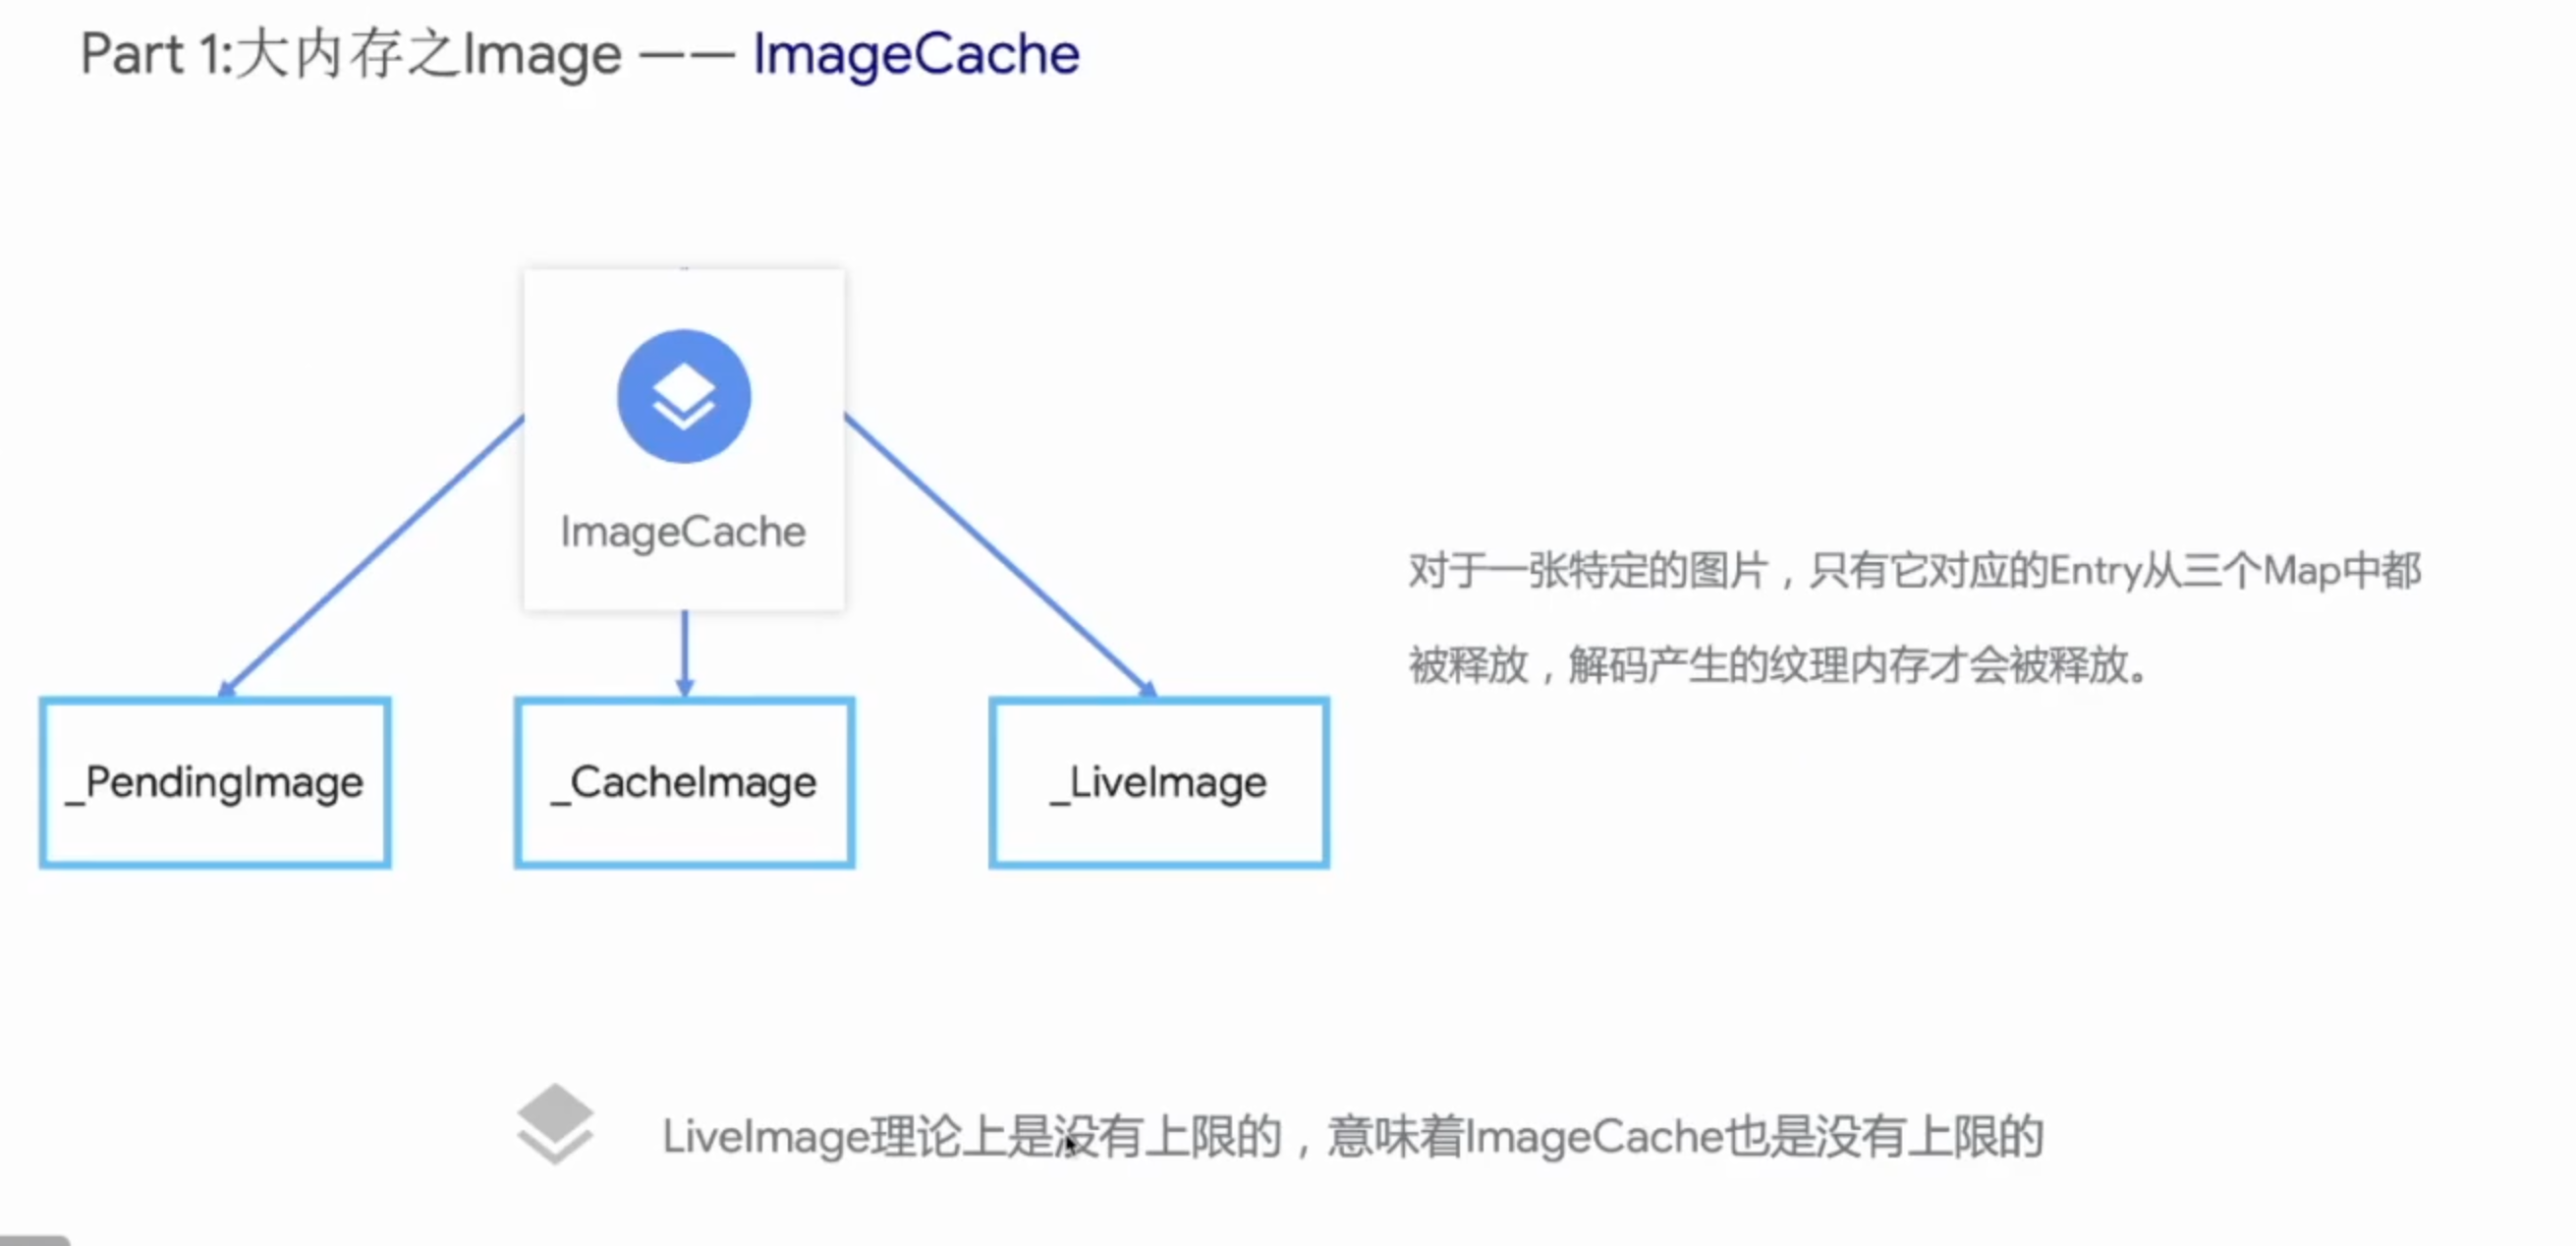 Part 1:大内存之Image —— ImageCache
ImageCache
对于一张特定的图片，只有它对应的Entry从三个Map中都
被释放，解码产生的纹理内存才会被释放。
_PendingImage
_CacheImage
_LiveImage
LiveImage理论上是没有上限的，意味着ImageCache也是没有上限的